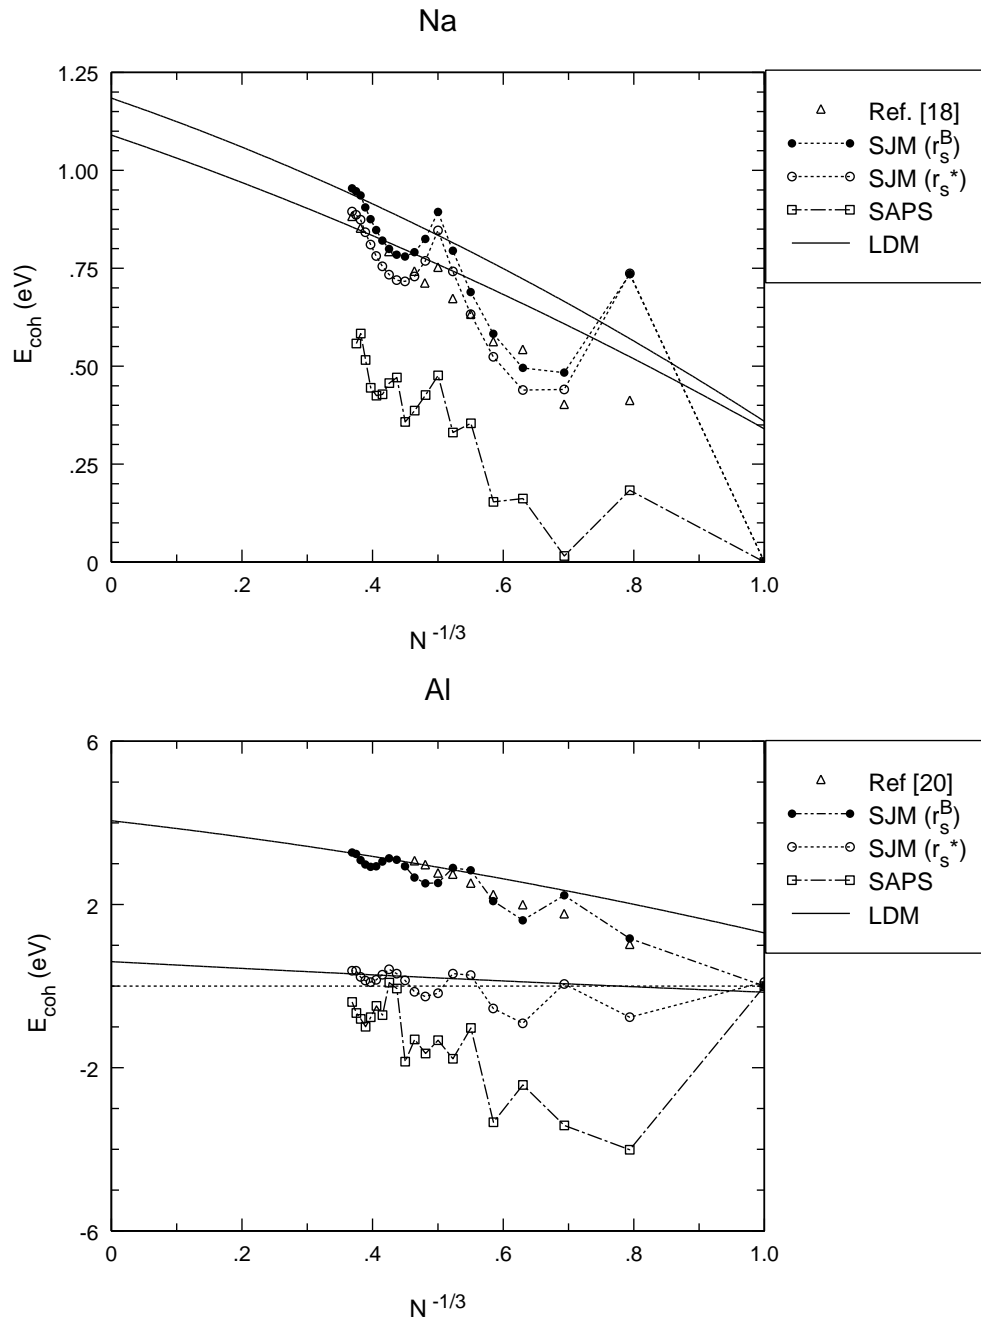 Na
1.25
1.00
.75
.50
.25
0
E_coh (eV)
0 .2 .4 .6 .8 1.0
N^-1/3
Ref. [18]
SJM (r_s^B)
SJM (r_s*)
SAPS
LDM
Al
6
2
-2
-6
E_coh (eV)
0 .2 .4 .6 .8 1.0
N^-1/3
Ref [20]
SJM (r_s^B)
SJM (r_s*)
SAPS
LDM